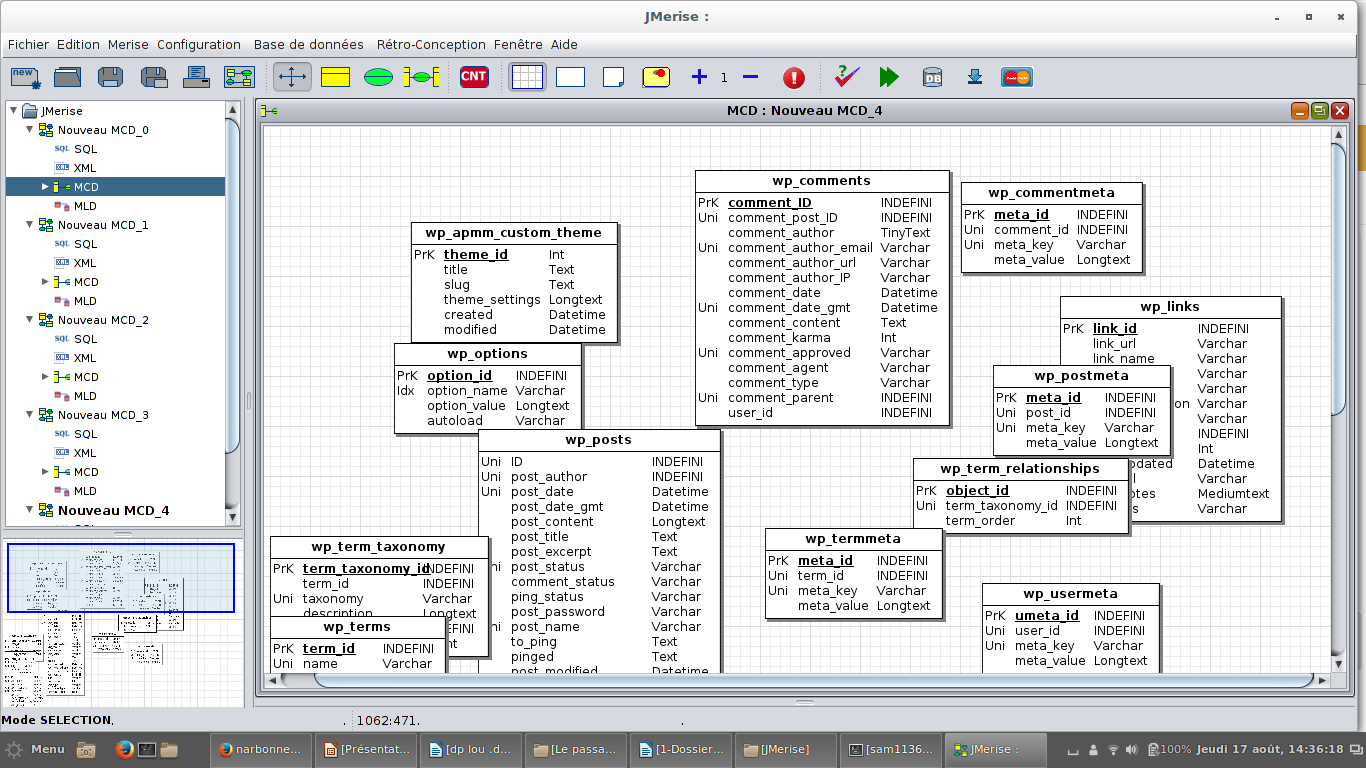 JMerise :
Fichier Edition Merise Configuration Base de données Rétro-Conception Fenêtre Aide
new
CNT
1
DB
JMerise
Nouveau MCD_0
SQL
XML
MCD
MLD
Nouveau MCD_1
SQL
XML
MCD
MLD
Nouveau MCD_2
SQL
XML
MCD
MLD
Nouveau MCD_3
SQL
XML
MCD
MLD
Nouveau MCD_4
MCD : Nouveau MCD_4
wp_apmm_custom_theme
PrK theme_id Int
title Text
slug Text
theme_settings Longtext
created Datetime
modified Datetime
wp_options
PrK option_id INDEFINI
Idx option_name Varchar
option_value Longtext
autoload Varchar
wp_comments
PrK comment_ID INDEFINI
Uni comment_post_ID INDEFINI
comment_author TinyText
Uni comment_author_email Varchar
comment_author_url Varchar
comment_author_IP Varchar
comment_date Datetime
Uni comment_date_gmt Datetime
comment_content Text
comment_karma Int
Uni comment_approved Varchar
comment_agent Varchar
comment_type Varchar
Uni comment_parent INDEFINI
user_id INDEFINI
wp_commentmeta
PrK meta_id INDEFINI
Uni comment_id INDEFINI
Uni meta_key Varchar
meta_value Longtext
wp_links
PrK link_id INDEFINI
link_url Varchar
link_name Varchar
Varchar
Varchar
on Varchar
Varchar
INDEFINI
Int
dated Datetime
Varchar
otes Mediumtext
s Varchar
wp_postmeta
PrK meta_id INDEFINI
Uni post_id INDEFINI
Uni meta_key Varchar
meta_value Longtext
wp_term_relationships
PrK object_id INDEFINI
Uni term_taxonomy_id INDEFINI
term_order Int
wp_posts
Uni ID INDEFINI
Uni post_author INDEFINI
Uni post_date Datetime
post_date_gmt Datetime
post_content Longtext
post_title Text
post_excerpt Text
ni post_status Varchar
comment_status Varchar
ping_status Varchar
post_password Varchar
ni post_name Varchar
to_ping Text
pinged Text
post_modified Datetime
wp_term_taxonomy
PrK term_taxonomy_id NDEFINI
Uni term_id INDEFINI
Uni taxonomy Varchar
description Longtext
EFINI
nt
wp_terms
PrK term_id INDEFINI
Uni name Varchar
wp_termmeta
PrK meta_id INDEFINI
Uni term_id INDEFINI
Uni meta_key Varchar
meta_value Longtext
wp_usermeta
PrK umeta_id INDEFINI
Uni user_id INDEFINI
Uni meta_key Varchar
meta_value Longtext
Mode SELECTION. . 1062:471. .
Menu narbonne... [Présentat... [dp lou .d... [Le passa... [1-Dossier... [JMerise] [sam1136... JMerise : 100% Jeudi 17 août, 14:36:18